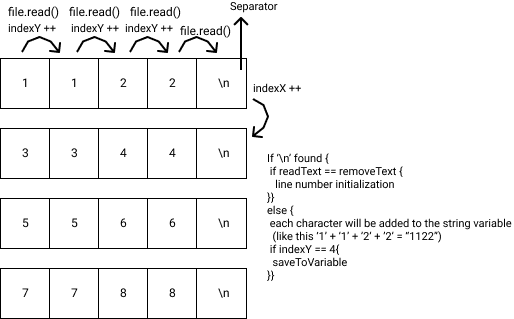 file.read() file.read() file.read() Separator
indexY ++ indexY ++ indexY ++ file.read()
1 1 2 2 \n
indexX ++
3 3 4 4 \n
If '\n' found {
if readText == removeText {
line number initialization
}}
else {
each character will be added to the string variable
(like this '1' + '1' + '2' + '2' = "1122")
if indexY == 4{
saveToVariable
}}
5 5 6 6 \n
7 7 8 8 \n